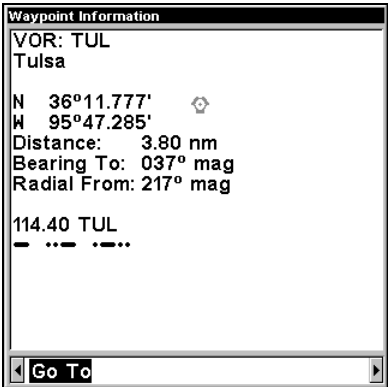 Waypoint Information
VOR: TUL
Tulsa
N 36º11.777'
W 95º47.285'
Distance: 3.80 nm
Bearing To: 037º mag
Radial From: 217º mag
114.40 TUL
Go To